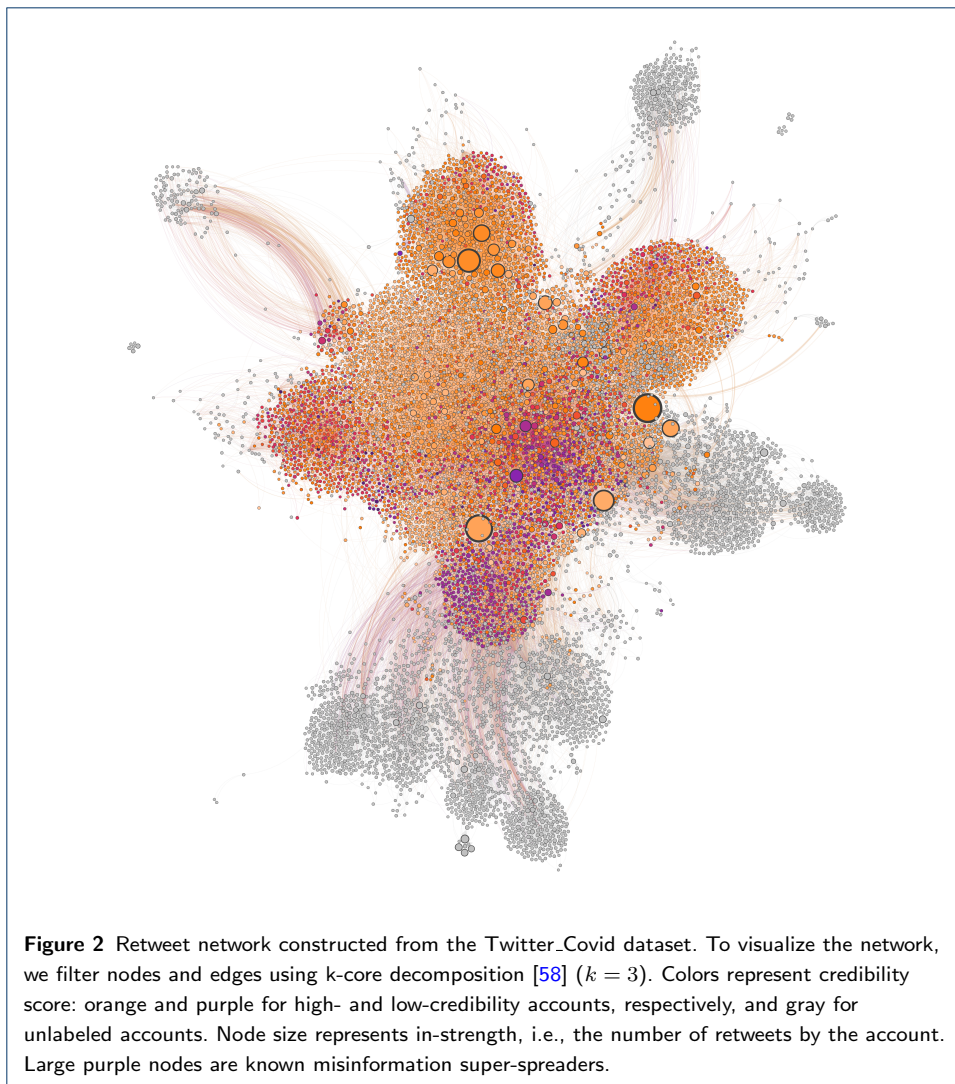 Figure 2 Retweet network constructed from the Twitter_Covid dataset. To visualize the network,
we filter nodes and edges using k-core decomposition [58] (k = 3). Colors represent credibility
score: orange and purple for high- and low-credibility accounts, respectively, and gray for
unlabeled accounts. Node size represents in-strength, i.e., the number of retweets by the account.
Large purple nodes are known misinformation super-spreaders.